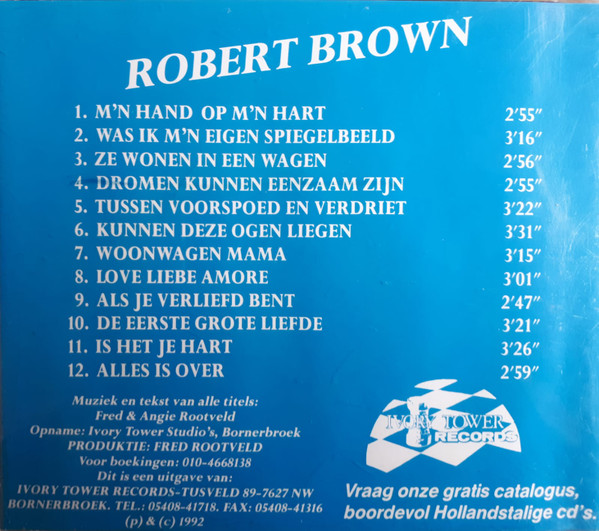 ROBERT BROWN
1. M'N HAND OP M'N HART 2'55"
2. WAS IK M'N EIGEN SPIEGELBEELD 3'16"
3. ZE WONEN IN EEN WAGEN 2'56"
4. DROMEN KUNNEN EENZAAM ZIJN 2'55"
5. TUSSEN VOORSPOED EN VERDRIET 3'22"
6. KUNNEN DEZE OGEN LIEGEN 3'31"
7. WOONWAGEN MAMA 3'15"
8. LOVE LIEBE AMORE 3'01"
9. ALS JE VERLIEFD BENT 2'47"
10. DE EERSTE GROTE LIEFDE 3'21"
11. IS HET JE HART 3'26"
12. ALLES IS OVER 2'59"
Muziek en tekst van alle titels:
Fred & Angie Rootveld
Opname: Ivory Tower Studio's, Bornerbroek
PRODUKTIE: FRED ROOTVELD
Voor boekingen: 010-4668138
Dit is een uitgave van:
IVORY TOWER RECORDS-TUSVELD 89-7627 NW
BORNERBROEK. TEL.: 05408-41718. FAX: 05408-41316
(p) & (c) 1992
IVORY TOWER
RECORDS
Vraag onze gratis catalogus,
boordevol Hollandstalige cd's.